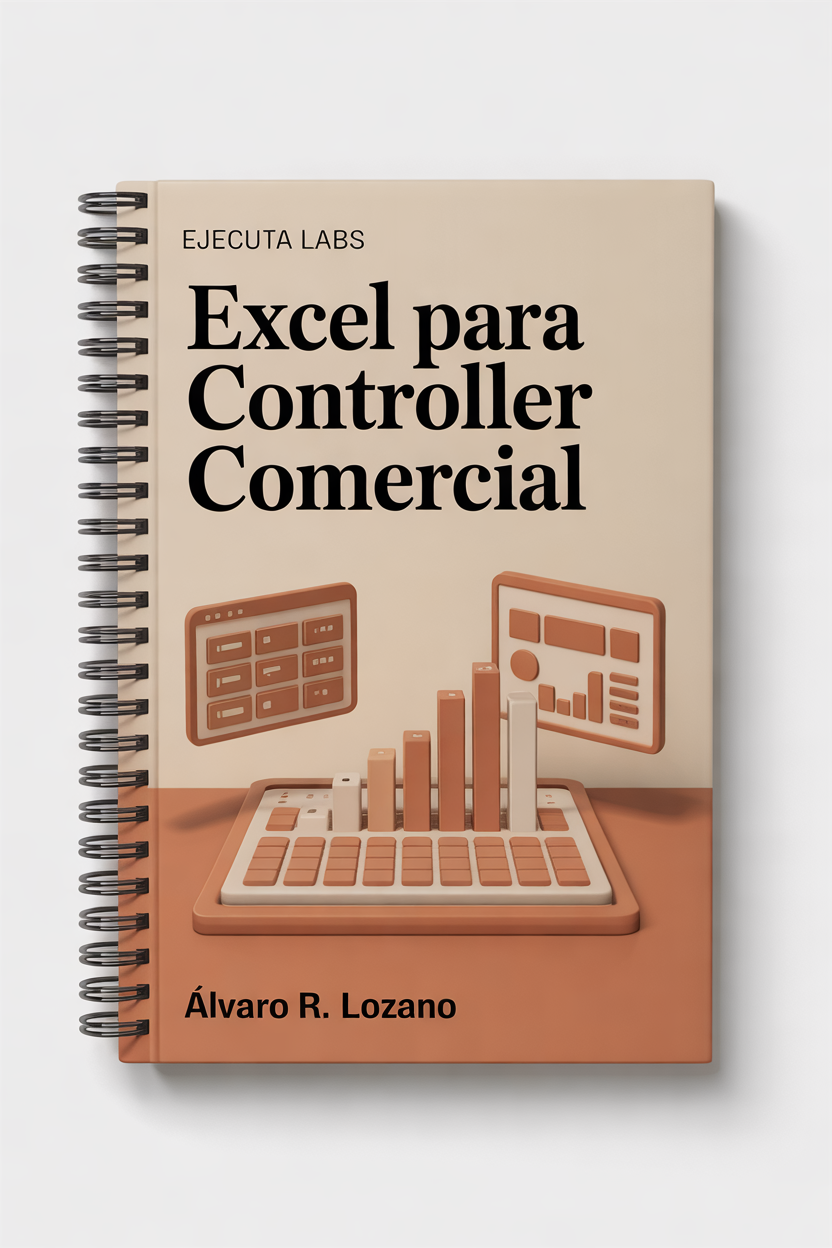 EJECUTA LABS
Excel para
Controller
Comercial
Álvaro R. Lozano